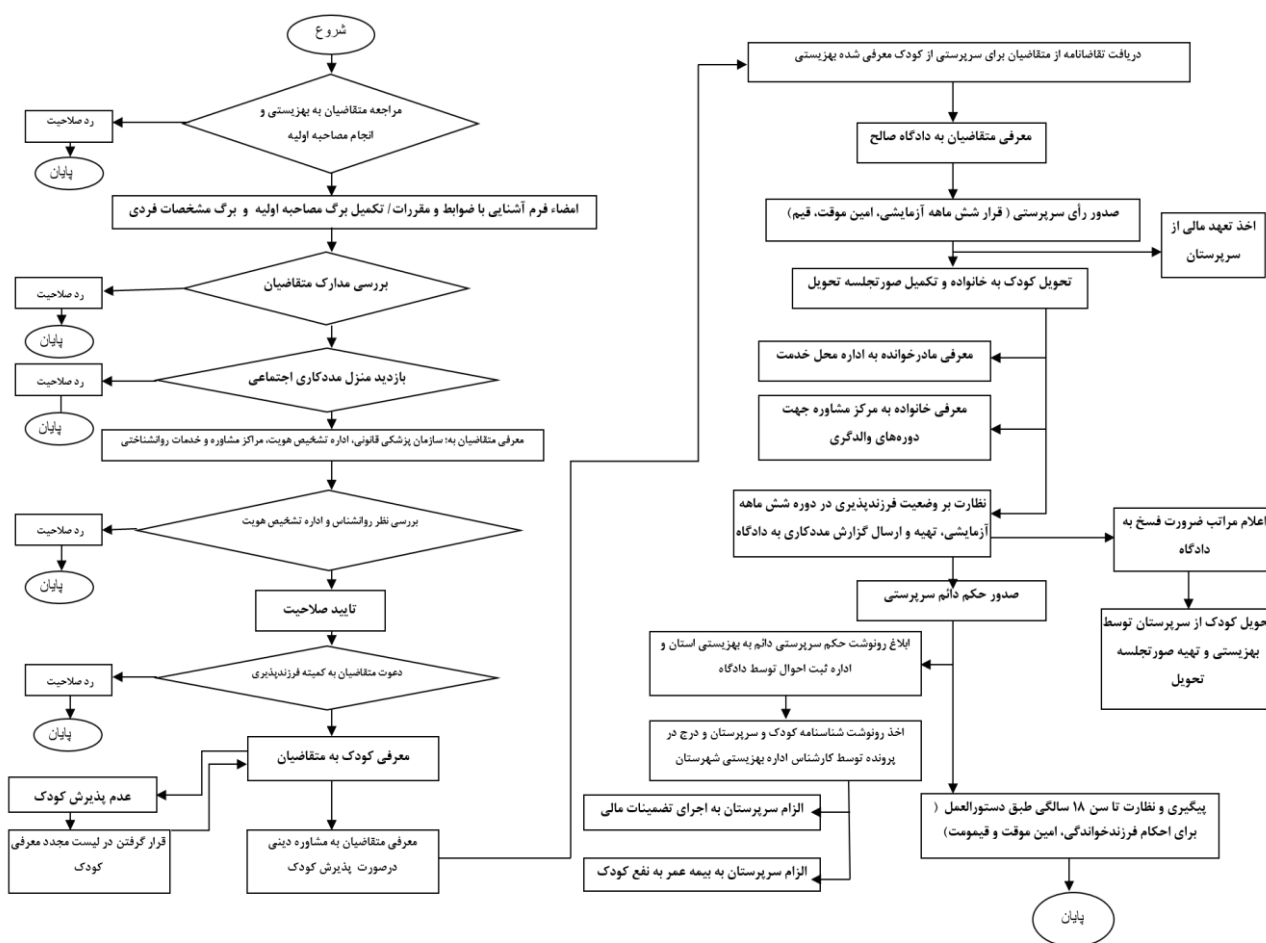 شروع
مراجعه متقاضیان به بهزیستی و
انجام مصاحبه اولیه
رد صلاحیت
پایان
امضاء فرم آشنایی با ضوابط و مقررات/ تکمیل برگ مصاحبه اولیه و برگ مشخصات فردی
بررسی مدارک متقاضیان
رد صلاحیت
پایان
بازدید منزل مددکاری اجتماعی
رد صلاحیت
پایان
معرفی متقاضیان به؛ سازمان پزشکی قانونی، اداره تشخیص هویت، مراکز مشاوره و خدمات روانشناختی
بررسی نظر روانشناس و اداره تشخیص هویت
رد صلاحیت
پایان
تایید صلاحیت
دعوت متقاضیان به کمیته فرزندپذیری
رد صلاحیت
پایان
معرفی کودک به متقاضیان
عدم پذیرش کودک
قرار گرفتن در لیست مجدد معرفی
کودک
معرفی متقاضیان به مشاوره دینی
درصورت پذیرش کودک
دریافت تقاضانامه از متقاضیان برای سرپرستی از کودک معرفی شده بهزیستی
معرفی متقاضیان به دادگاه صالح
صدور رأی سرپرستی ( قرار شش ماهه آزمایشی، امین موقت، قیم)
اخذ تعهد مالی از
سرپرستان
تحویل کودک به خانواده و تکمیل صورتجلسه تحویل
معرفی مادرخوانده به اداره محل خدمت
معرفی خانواده به مرکز مشاوره جهت
دوره‌های والدگری
نظارت بر وضعیت فرزندپذیری در دوره شش ماهه
آزمایشی، تهیه و ارسال گزارش مددکاری به دادگاه
اعلام مراتب ضرورت فسخ به
دادگاه
حویل کودک از سرپرستان توسط
بهزیستی و تهیه صورتجلسه
تحویل
صدور حکم دائم سرپرستی
ابلاغ رونوشت حکم سرپرستی دائم به بهزیستی استان و
اداره ثبت احوال توسط دادگاه
اخذ رونوشت شناسنامه کودک و سرپرستان و درج در
پرونده توسط کارشناس اداره بهزیستی شهرستان
الزام سرپرستان به اجرای تضمینات مالی
الزام سرپرستان به بیمه عمر به نفع کودک
پیگیری و نظارت تا سن ۱۸ سالگی طبق دستورالعمل (
برای احکام فرزندخواندگی، امین موقت و قیمومت)
پایان